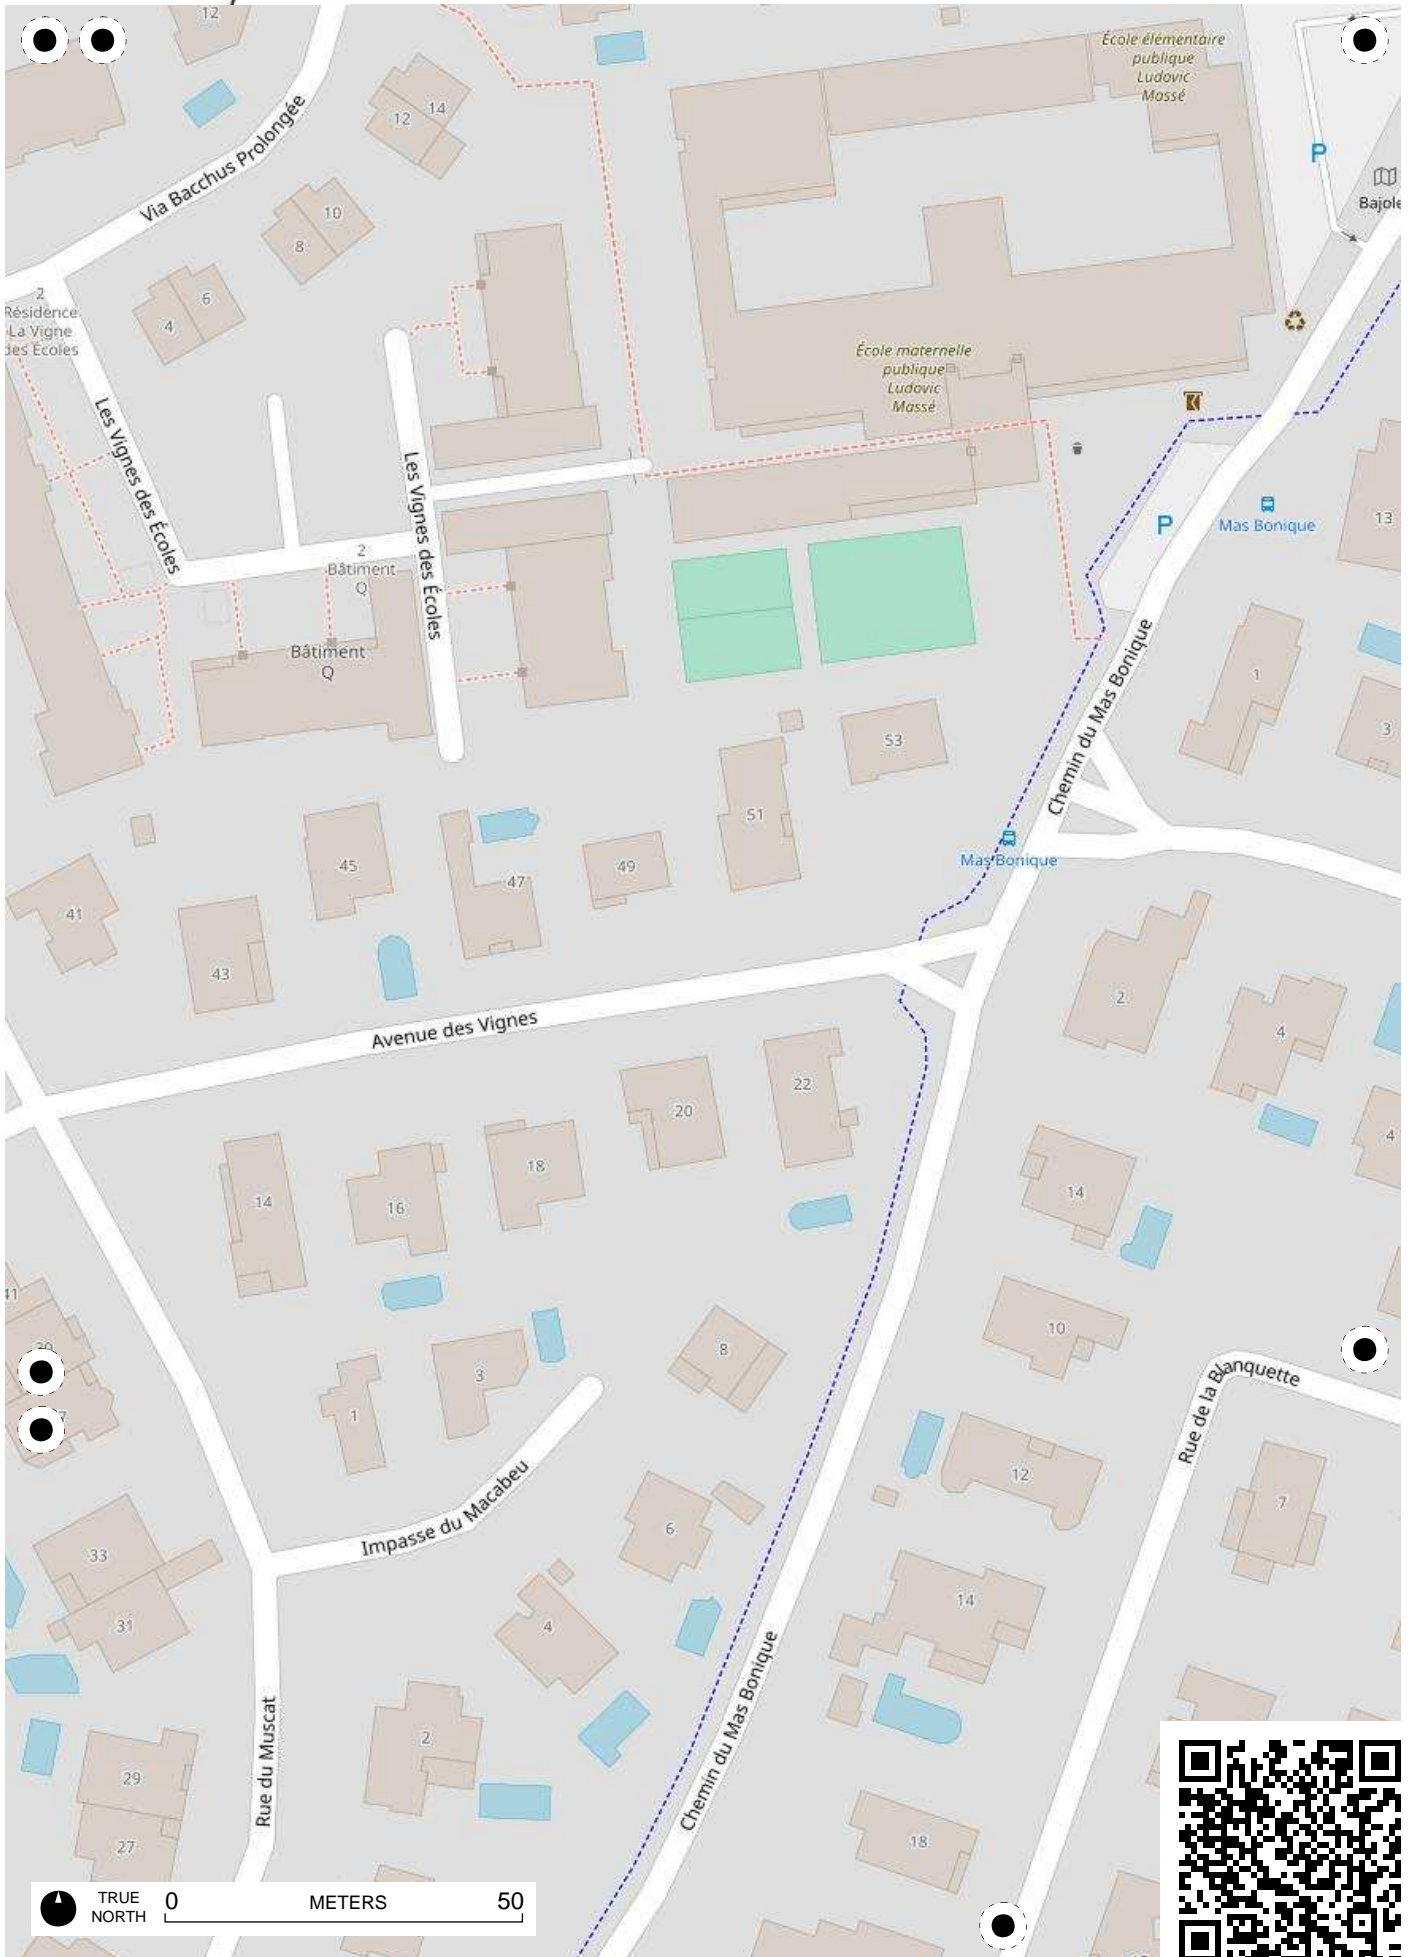 12
École élémentaire
publique
Ludovic
Massé
14
12
P
Via Bacchus Prolongée
Bajole
10
8
2
Résidence
La Vigne
des Écoles
6
4
École maternelle
publique
Ludovic
Massé
Les Vignes des Écoles
Les Vignes des Écoles
P
Mas Bonique
13
2
Bâtiment
Q
Bâtiment
Q
Chemin du Mas Bonique
1
3
53
51
45
47
49
Mas Bonique
41
43
2
4
Avenue des Vignes
20
22
4
18
14
14
16
41
10
8
3
Rue de la Blanquette
1
12
7
Impasse du Macabeu
6
33
14
31
4
Chemin du Mas Bonique
Rue du Muscat
2
29
18
27
TRUE
NORTH
0 METERS 50